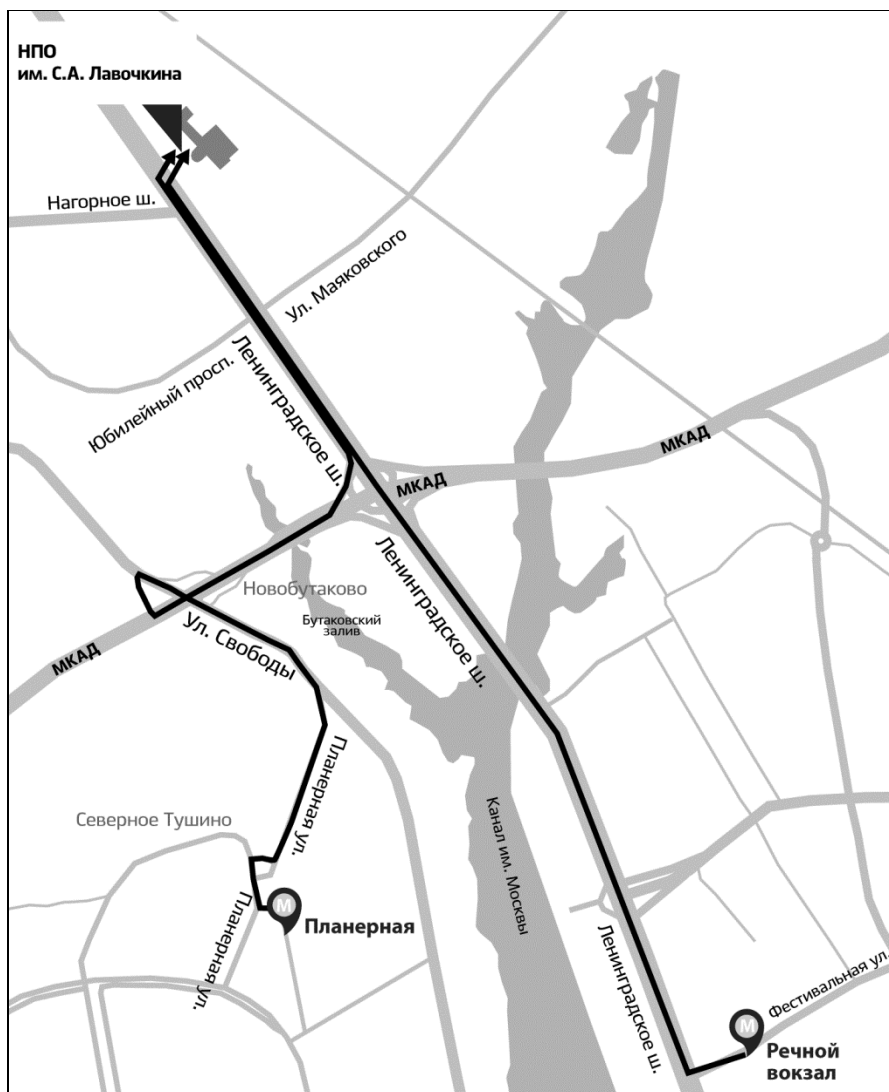 НПО
им. С.А. Лавочкина
Нагорное ш.
Ул. Маяковского
Юбилейный просп.
Ленинградское ш.
МКАД
МКАД
Ленинградское ш.
Новобутаково
Бутаковский
залив
Ул. Свободы
МКАД
Планерная ул.
Северное Тушино
Канал им. Москвы
Планерная ул.
М
Планерная
Ленинградское ш.
Фестивальная ул.
М
Речной
вокзал